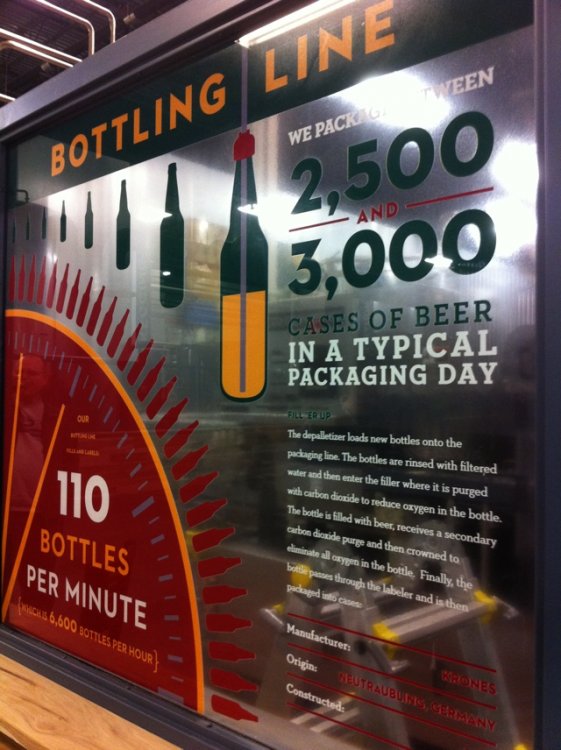 BOTTLING LINE
WE PACKAGE BETWEEN
2,500
AND
3,000
CASES OF BEER
IN A TYPICAL
PACKAGING DAY
FILL 'ER UP
The depalletizer loads new bottles onto the
packaging line. The bottles are rinsed with filtered
water and then enter the filler where it is purged
with carbon dioxide to reduce oxygen in the bottle.
The bottle is filled with beer, receives a secondary
carbon dioxide purge and then crowned to
eliminate all oxygen in the bottle. Finally, the
bottle passes through the labeler and is then
packaged into cases.
Manufacturer: KRONES
Origin: NEUTRAUBLING, GERMANY
Constructed:
OUR
BOTTLING LINE
FILLS AND LABELS
110
BOTTLES
PER MINUTE
{WHICH IS 6,600 BOTTLES PER HOUR}